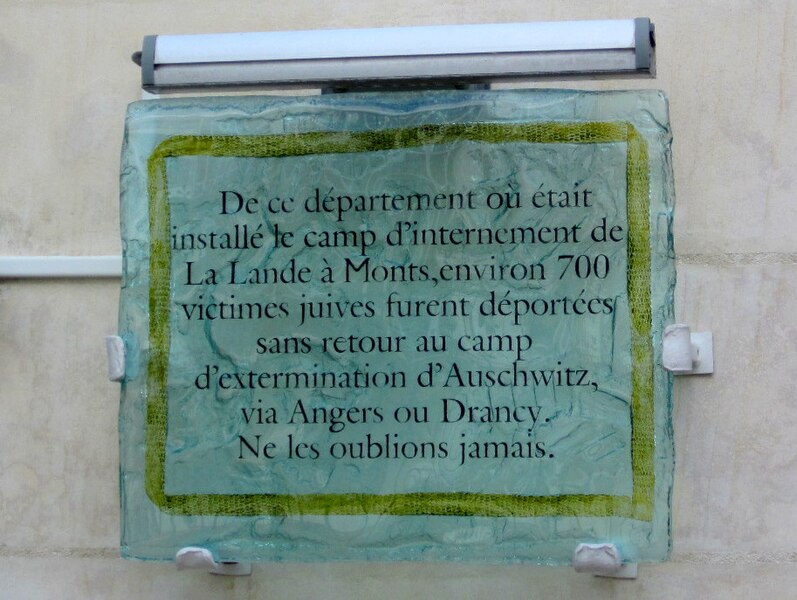 De ce département où était
installé le camp d'internement de
La Lande à Monts,environ 700
victimes juives furent déportées
sans retour au camp
d'extermination d'Auschwitz,
via Angers ou Drancy.
Ne les oublions jamais.